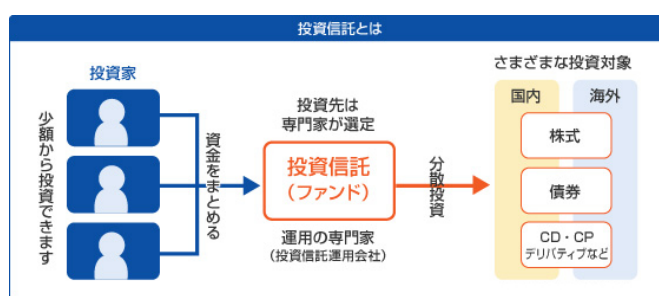 投資信託とは
投資家
少額から投資できます
資金をまとめる
投資先は
専門家が選定
投資信託
(ファンド)
運用の専門家
(投資信託運用会社)
分散投資
さまざまな投資対象
国内
海外
株式
債券
CD・CP
デリバティブなど